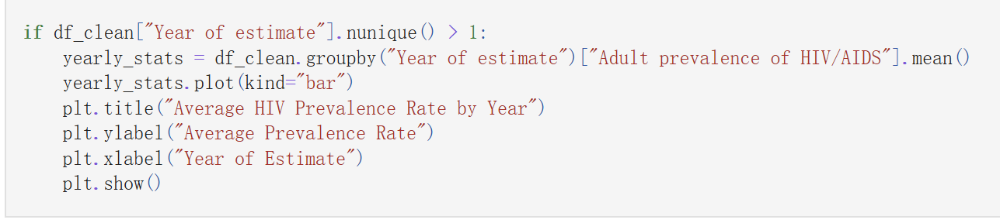 if df_clean["Year of estimate"].nunique() > 1:
    yearly_stats = df_clean.groupby("Year of estimate")["Adult prevalence of HIV/AIDS"].mean()
    yearly_stats.plot(kind="bar")
    plt.title("Average HIV Prevalence Rate by Year")
    plt.ylabel("Average Prevalence Rate")
    plt.xlabel("Year of Estimate")
    plt.show()